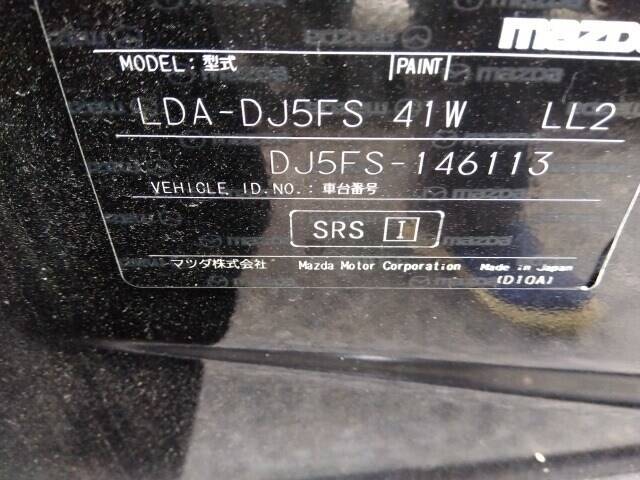 mazda
MODEL: 型式 PAINT
LDA-DJ5FS 41W LL2
DJ5FS-146113
VEHICLE ID.NO.: 車台番号
SRS I
マツダ株式会社 Mazda Motor Corporation Made in Japan
(D10A)